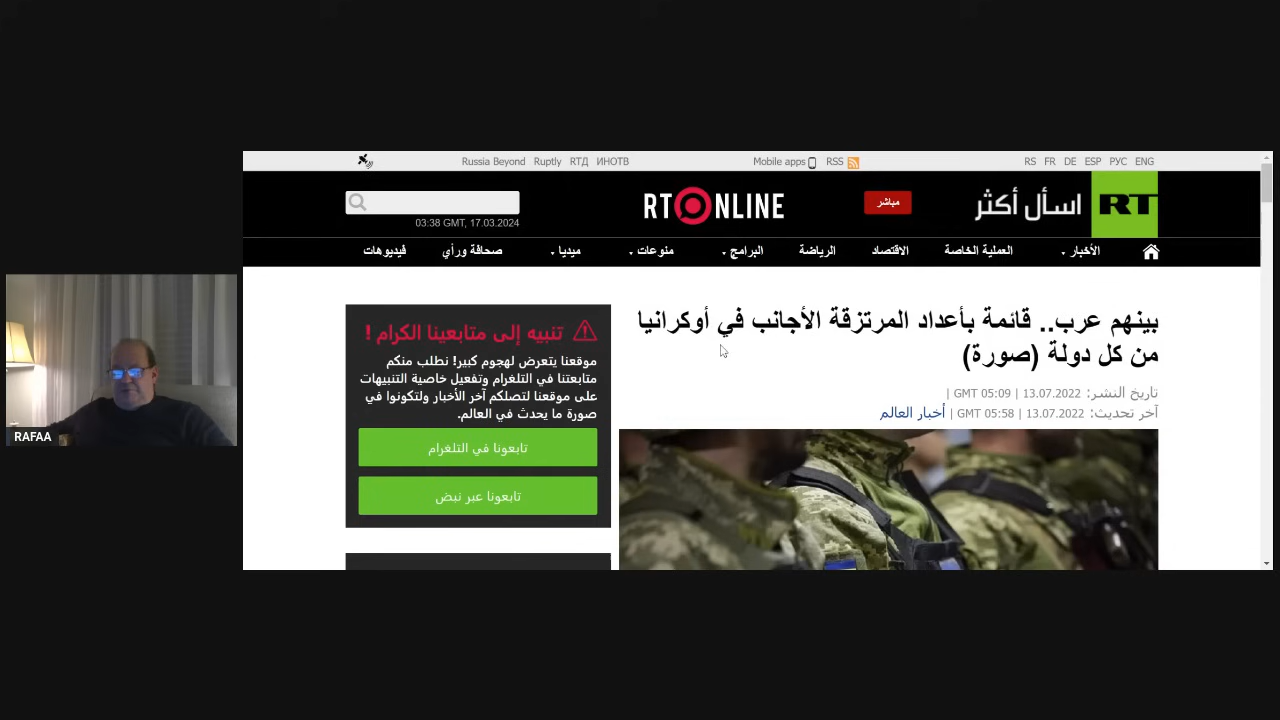 Russia Beyond Ruptly RTД ИНОТВ Mobile apps RSS RS FR DE ESP РУС ENG
RT ONLINE مباشر اسأل أكثر RT
03:38 GMT, 17.03.2024
الأخبار العملية الخاصة الاقتصاد الرياضة البرامج منوعات ميديا صحافة ورأي فيديوهات
بينهم عرب.. قائمة بأعداد المرتزقة الأجانب في أوكرانيا
من كل دولة (صورة)
تاريخ النشر: 13.07.2022 | 05:09 GMT |
آخر تحديث: 13.07.2022 | 05:58 GMT | أخبار العالم
تنبيه إلى متابعينا الكرام !
موقعنا يتعرض لهجوم كبير! نطلب منكم
متابعتنا في التلغرام وتفعيل خاصية التنبيهات
على موقعنا لتصلكم آخر الأخبار ولتكونوا في
صورة ما يحدث في العالم.
تابعونا في التلغرام
تابعونا عبر نبض
RAFAA